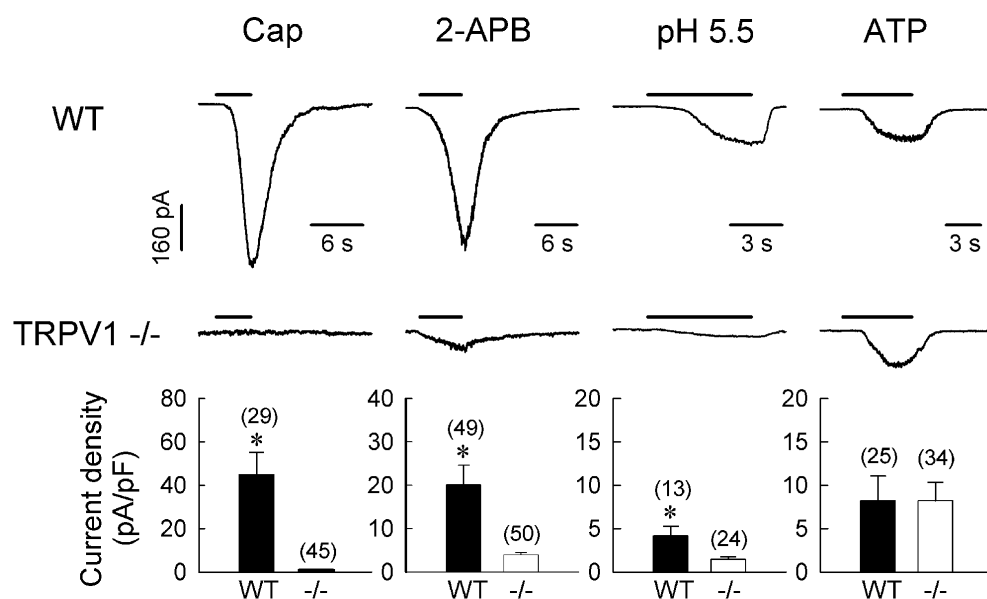 Cap 2-APB pH 5.5 ATP
WT
160 pA
6 s 6 s 3 s 3 s
TRPV1 -/-
Current density
(pA/pF)
80 40 20 20
60 30 15 15
40 20 10 10
20 10 5 5
0 0 0 0
(29) (49) (13) (25) (34)
* * *
(45) (50) (24)
WT -/- WT -/- WT -/- WT -/-